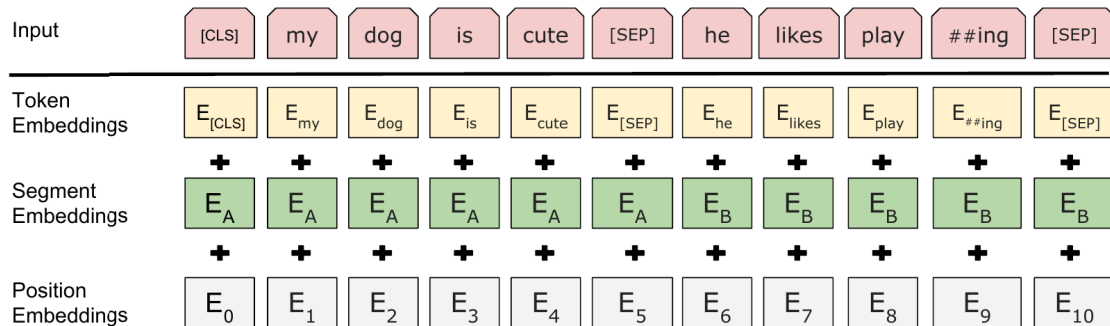 Input [CLS] my dog is cute [SEP] he likes play ##ing [SEP]
Token Embeddings E[CLS] Emy Edog Eis Ecute E[SEP] Ehe Elikes Eplay E##ing E[SEP]
+ + + + + + + + + + +
Segment Embeddings EA EA EA EA EA EA EB EB EB EB EB
+ + + + + + + + + + +
Position Embeddings E0 E1 E2 E3 E4 E5 E6 E7 E8 E9 E10